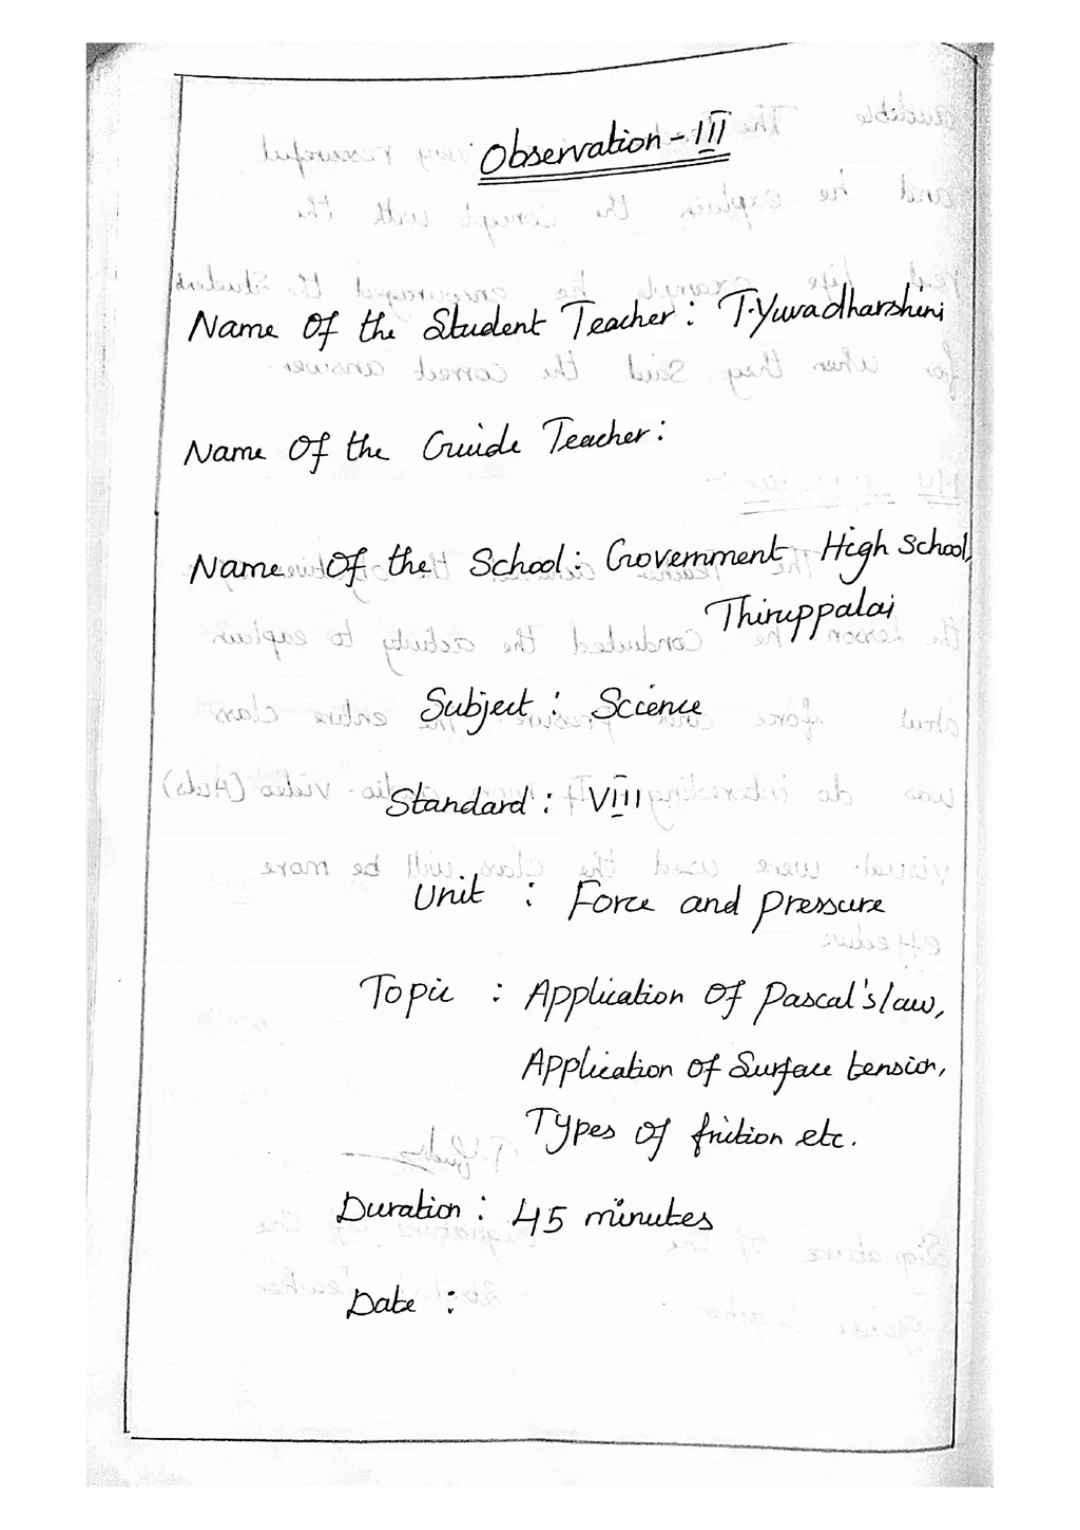 Observation - III
Name Of the Student Teacher : T.Yuvadharshini
Name Of the Guide Teacher :
Name Of the School : Government High School,
Thiruppalai
Subject : Science
Standard : VIII
Unit : Force and pressure
Topic : Application Of Pascal's law,
Application of Surface tension,
Types of friction etc.
Duration : 45 minutes
Date :